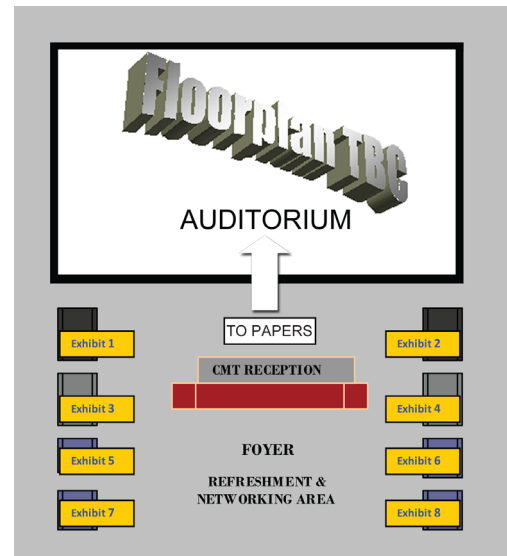 Floorplan TBC
AUDITORIUM
TO PAPERS
Exhibit 1
Exhibit 2
CMT RECEPTION
Exhibit 3
Exhibit 4
FOYER
Exhibit 5
Exhibit 6
REFRESHMENT &
NETWORKING AREA
Exhibit 7
Exhibit 8